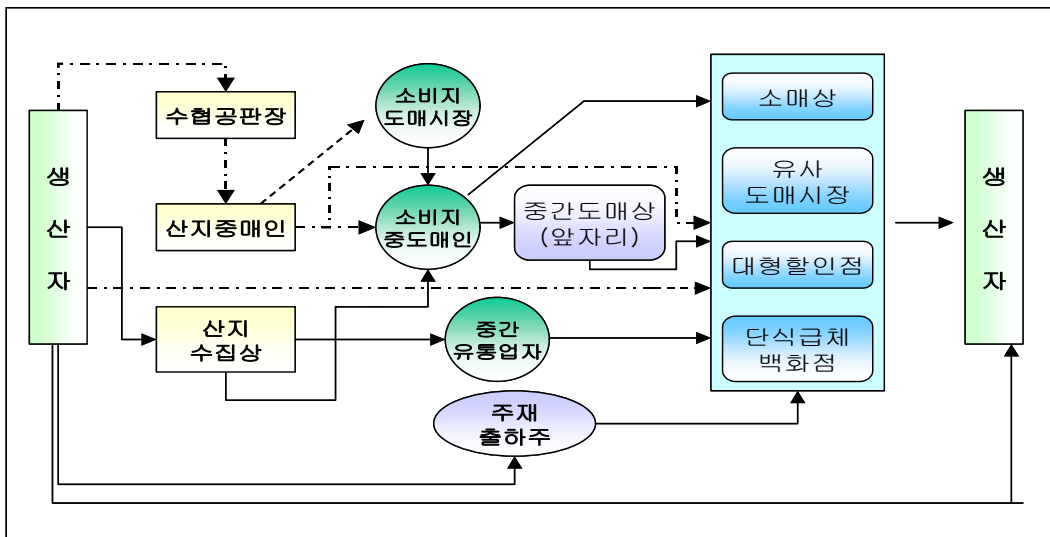 생
산
자
수협공판장
산지중매인
산지
수집상
소비지
도매시장
소비지
중도매인
중간도매상
(앞자리)
중간
유통업자
주재
출하주
소매상
유사
도매시장
대형할인점
단식급체
백화점
생
산
자